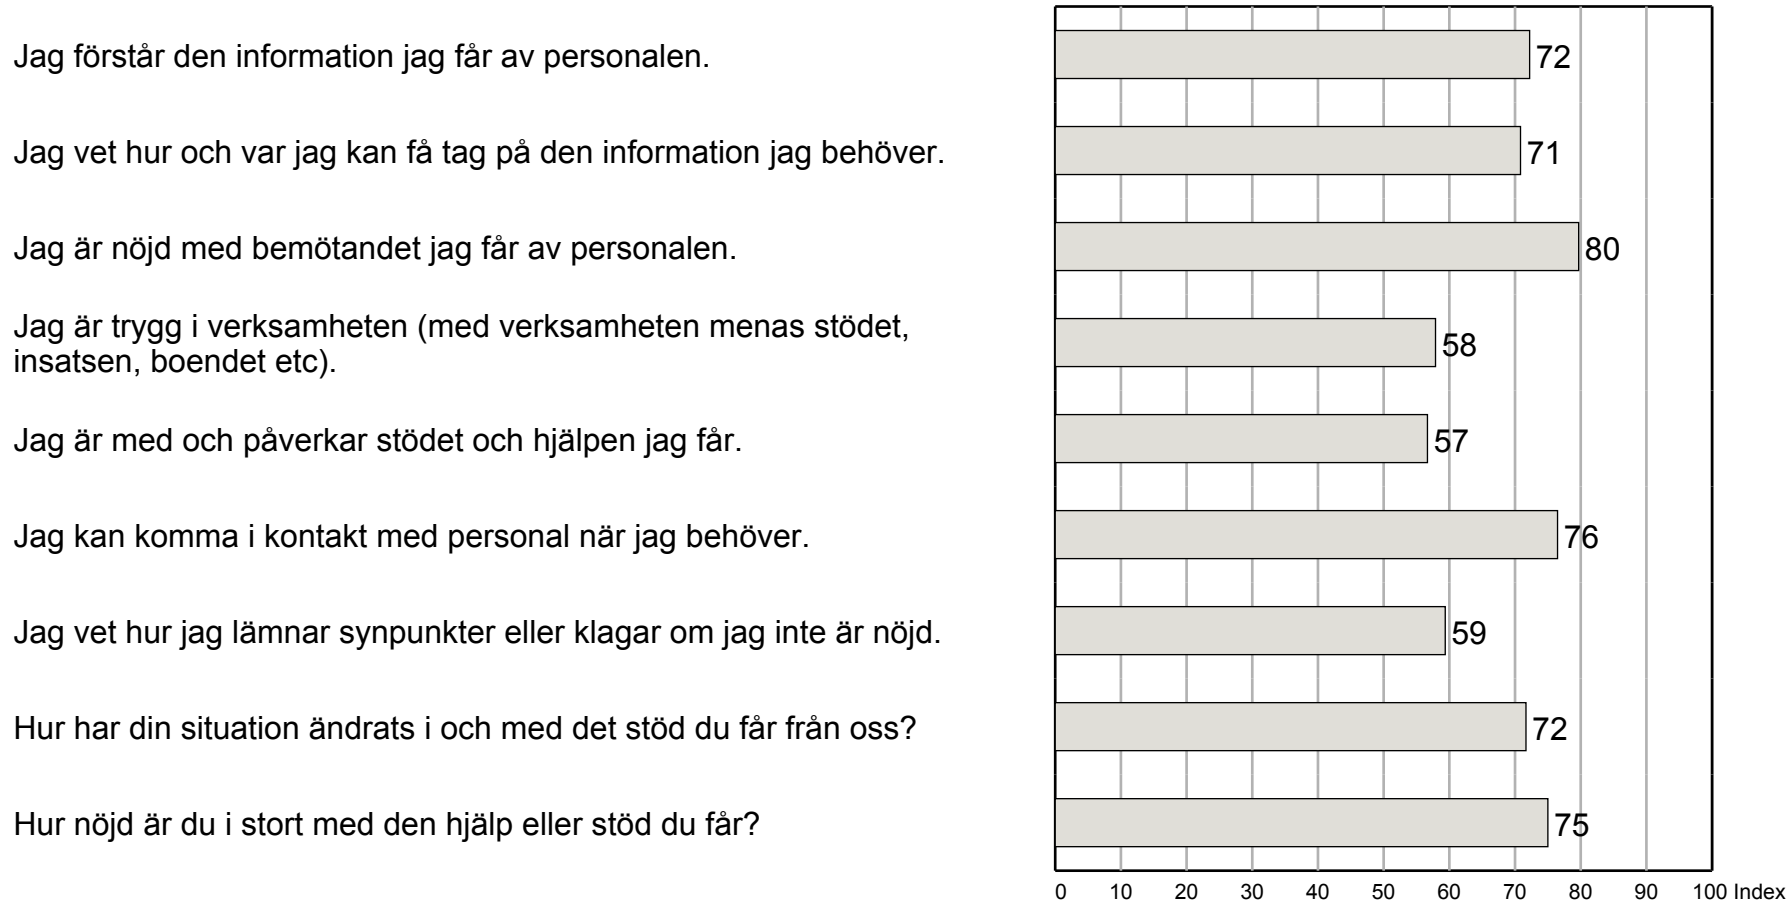 Jag förstår den information jag får av personalen.
72
Jag vet hur och var jag kan få tag på den information jag behöver.
71
Jag är nöjd med bemötandet jag får av personalen.
80
Jag är trygg i verksamheten (med verksamheten menas stödet,
insatsen, boendet etc).
58
Jag är med och påverkar stödet och hjälpen jag får.
57
Jag kan komma i kontakt med personal när jag behöver.
76
Jag vet hur jag lämnar synpunkter eller klagar om jag inte är nöjd.
59
Hur har din situation ändrats i och med det stöd du får från oss?
72
Hur nöjd är du i stort med den hjälp eller stöd du får?
75
0 10 20 30 40 50 60 70 80 90 100 Index